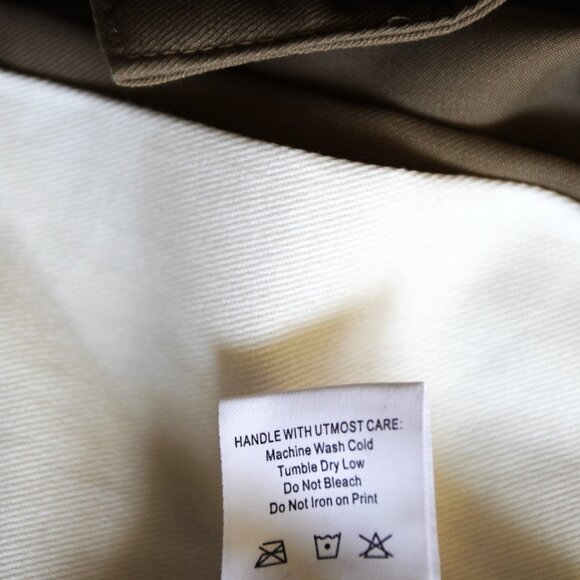 HANDLE WITH UTMOST CARE:
Machine Wash Cold
Tumble Dry Low
Do Not Bleach
Do Not Iron on Print